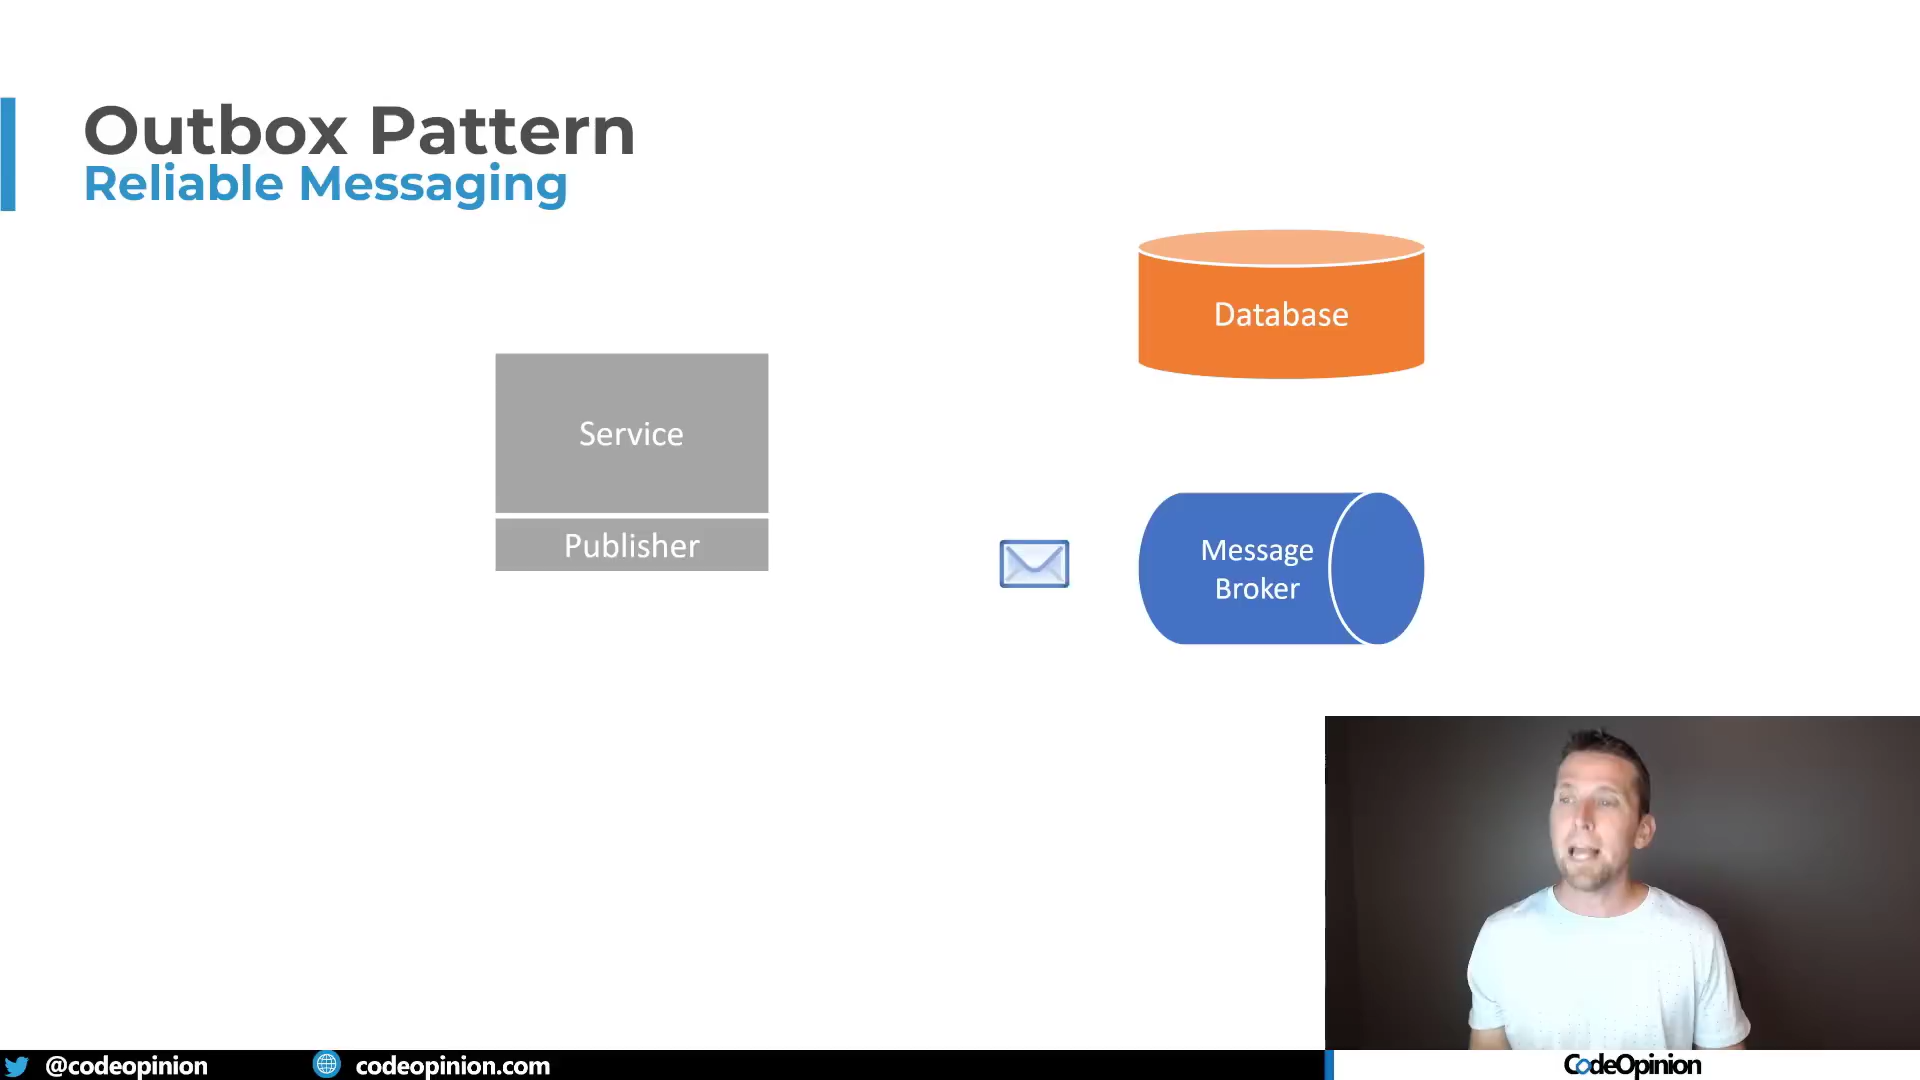 Outbox Pattern
Reliable Messaging
Database
Service
Publisher
Message
Broker
@codeopinion
codeopinion.com
CodeOpinion